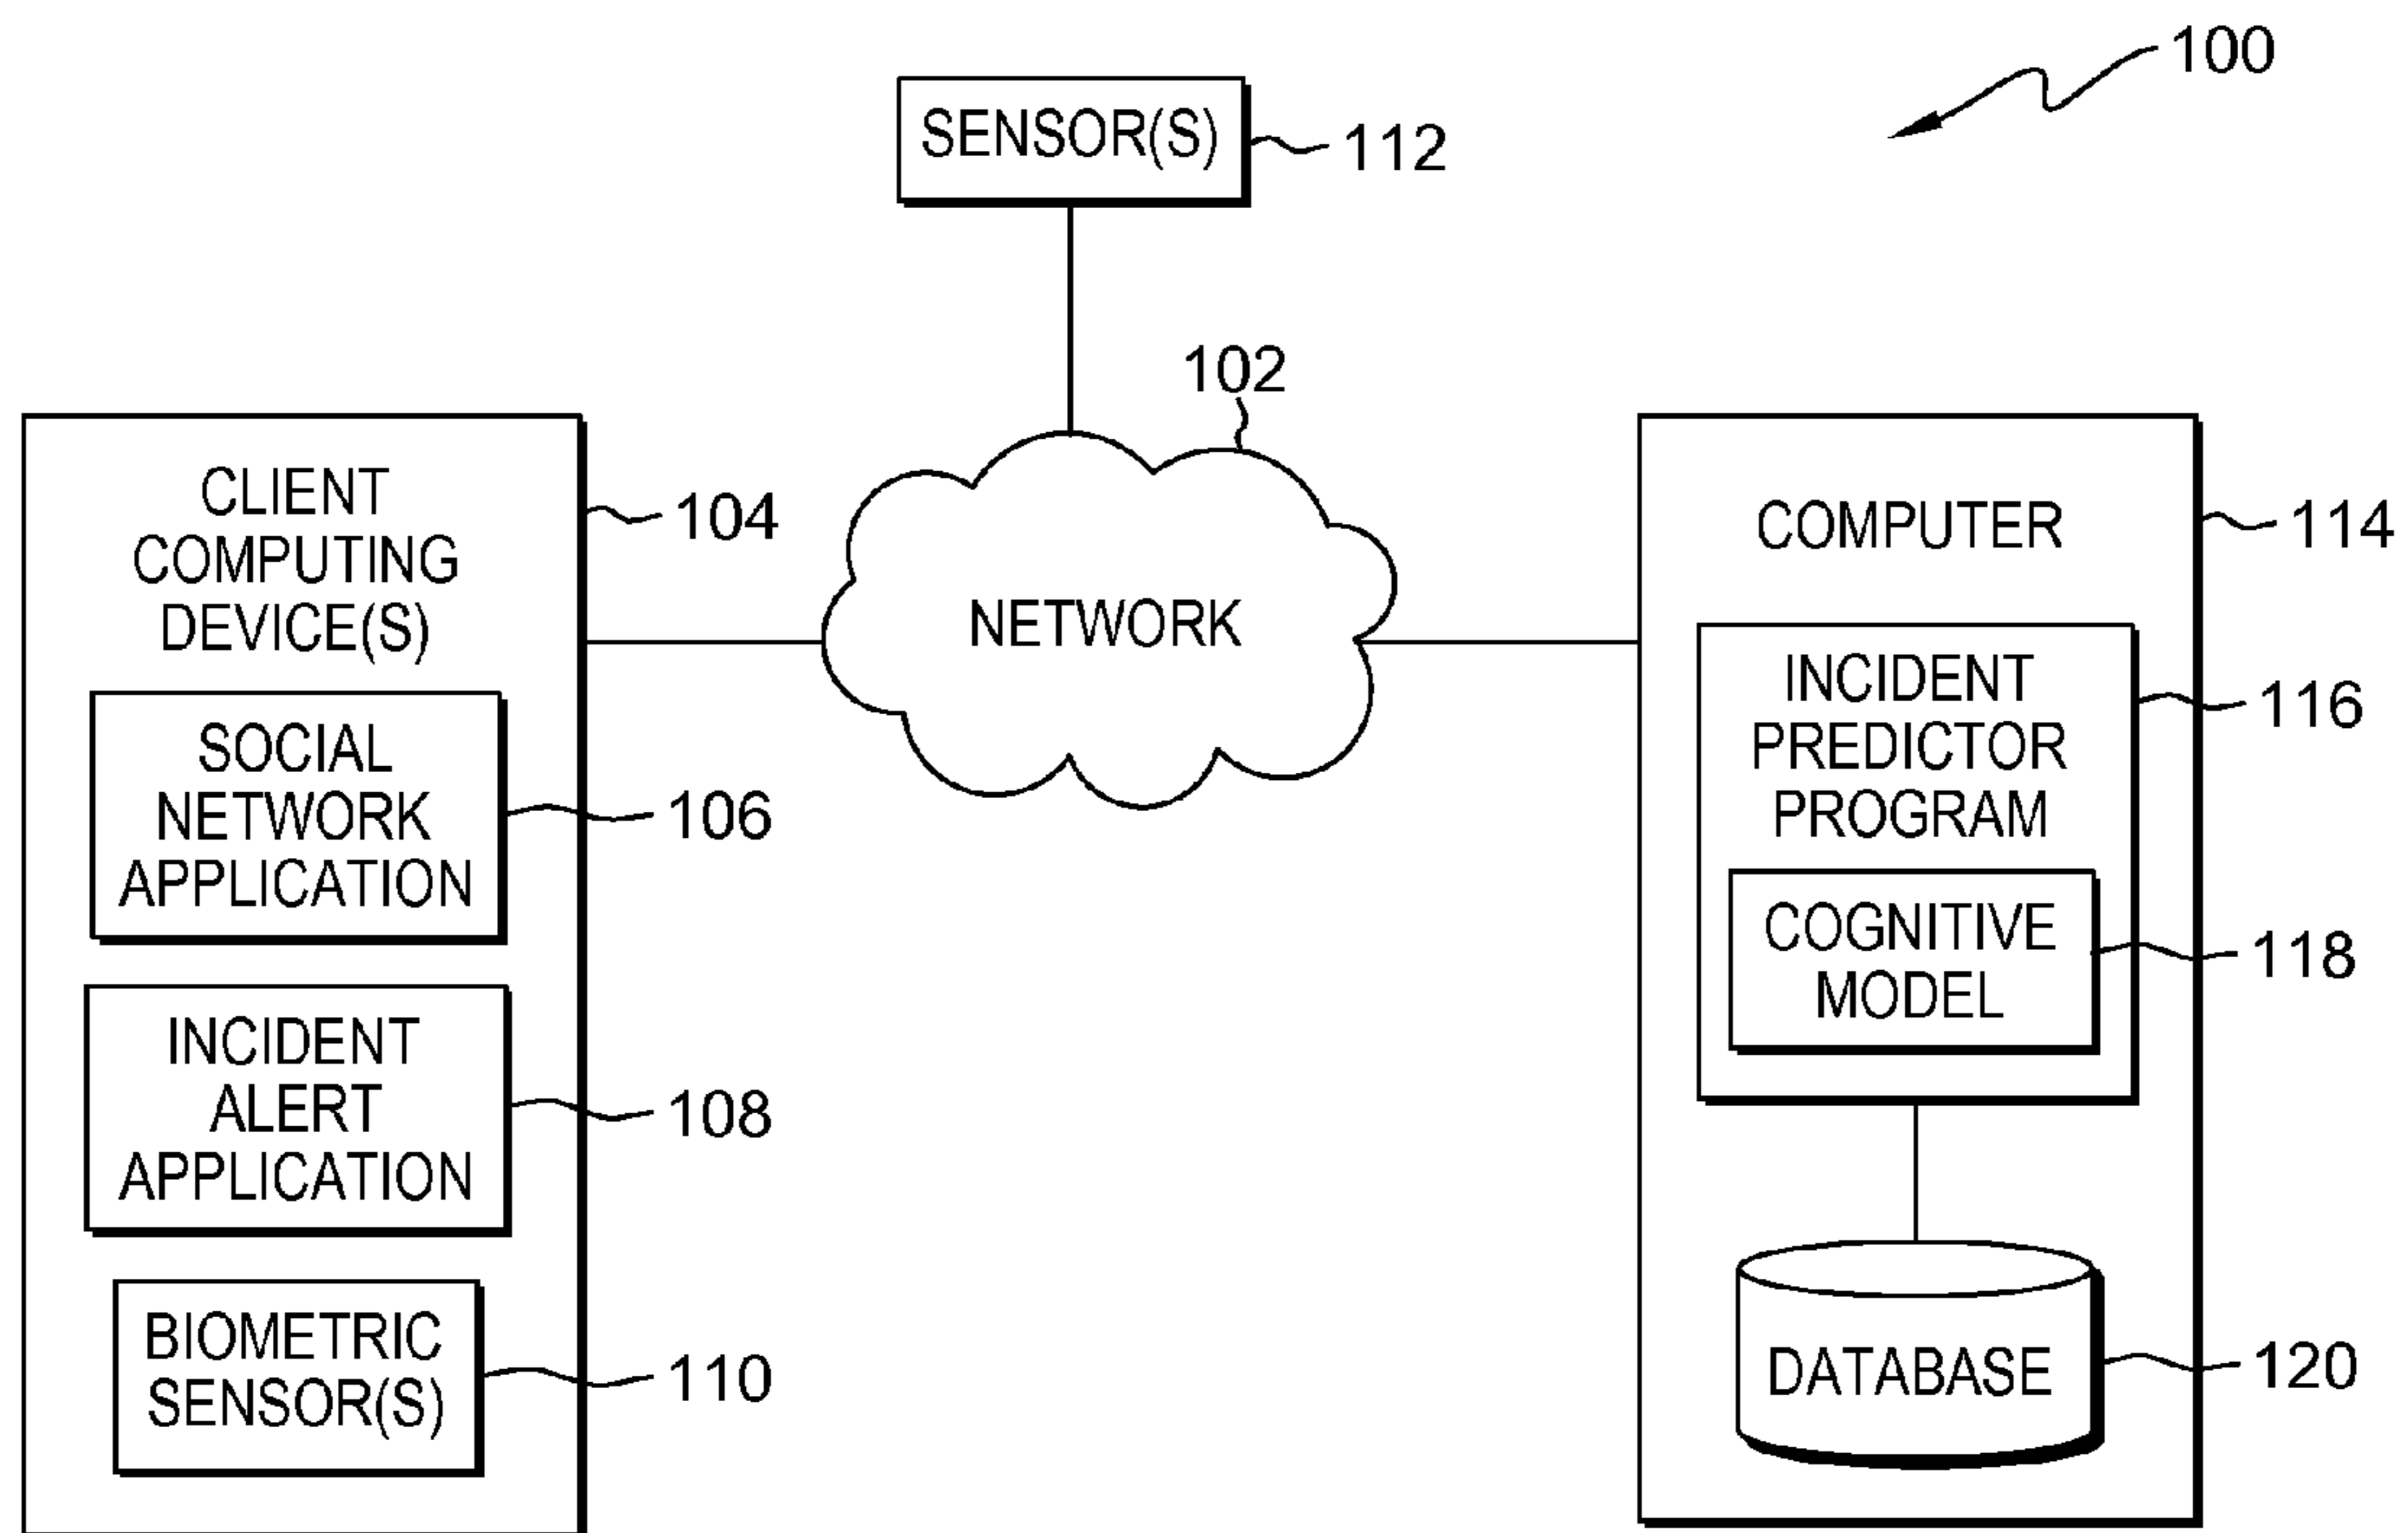 100
SENSOR(S)
112
102
NETWORK
CLIENT
COMPUTING
DEVICE(S)
104
SOCIAL
NETWORK
APPLICATION
106
INCIDENT
ALERT
APPLICATION
108
BIOMETRIC
SENSOR(S)
110
COMPUTER
114
INCIDENT
PREDICTOR
PROGRAM
116
COGNITIVE
MODEL
118
DATABASE
120